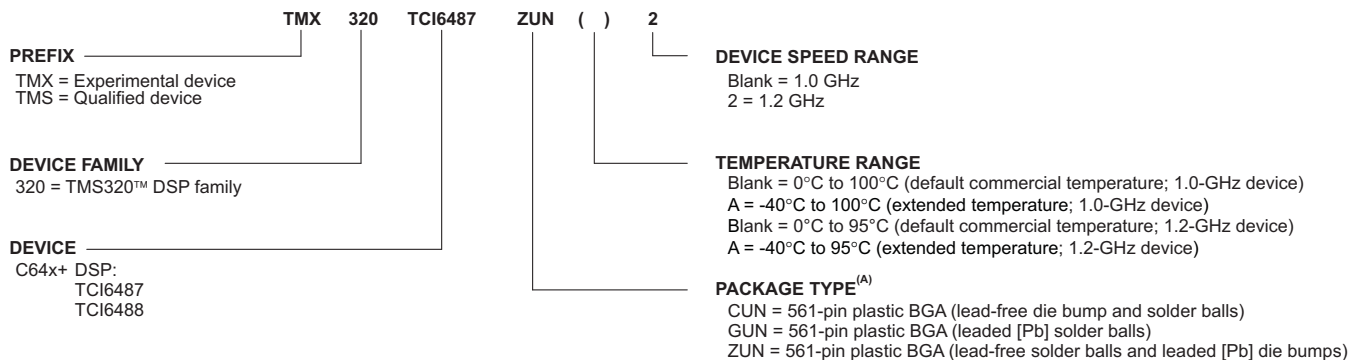 TMX 320 TCI6487 ZUN ( ) 2
PREFIX
TMX = Experimental device
TMS = Qualified device
DEVICE FAMILY
320 = TMS320™ DSP family
DEVICE
C64x+ DSP:
TCI6487
TCI6488
DEVICE SPEED RANGE
Blank = 1.0 GHz
2 = 1.2 GHz
TEMPERATURE RANGE
Blank = 0°C to 100°C (default commercial temperature; 1.0-GHz device)
A = -40°C to 100°C (extended temperature; 1.0-GHz device)
Blank = 0°C to 95°C (default commercial temperature; 1.2-GHz device)
A = -40°C to 95°C (extended temperature; 1.2-GHz device)
PACKAGE TYPE(A)
CUN = 561-pin plastic BGA (lead-free die bump and solder balls)
GUN = 561-pin plastic BGA (leaded [Pb] solder balls)
ZUN = 561-pin plastic BGA (lead-free solder balls and leaded [Pb] die bumps)